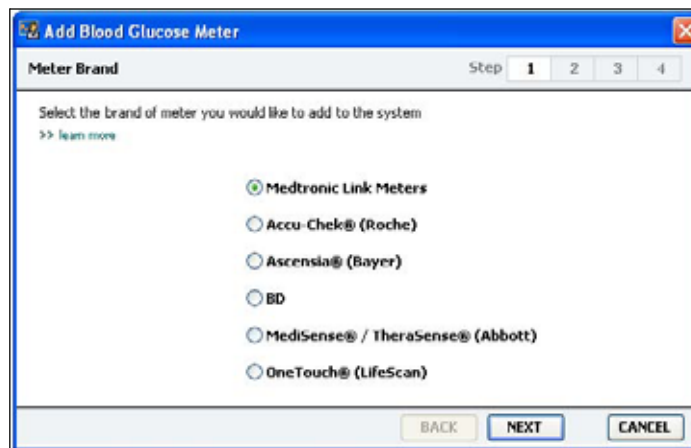 Add Blood Glucose Meter
Meter Brand Step 1 2 3 4
Select the brand of meter you would like to add to the system
>> learn more
Medtronic Link Meters
Accu-Chek® (Roche)
Ascensia® (Bayer)
BD
MediSense® / TheraSense® (Abbott)
OneTouch® (LifeScan)
BACK NEXT CANCEL